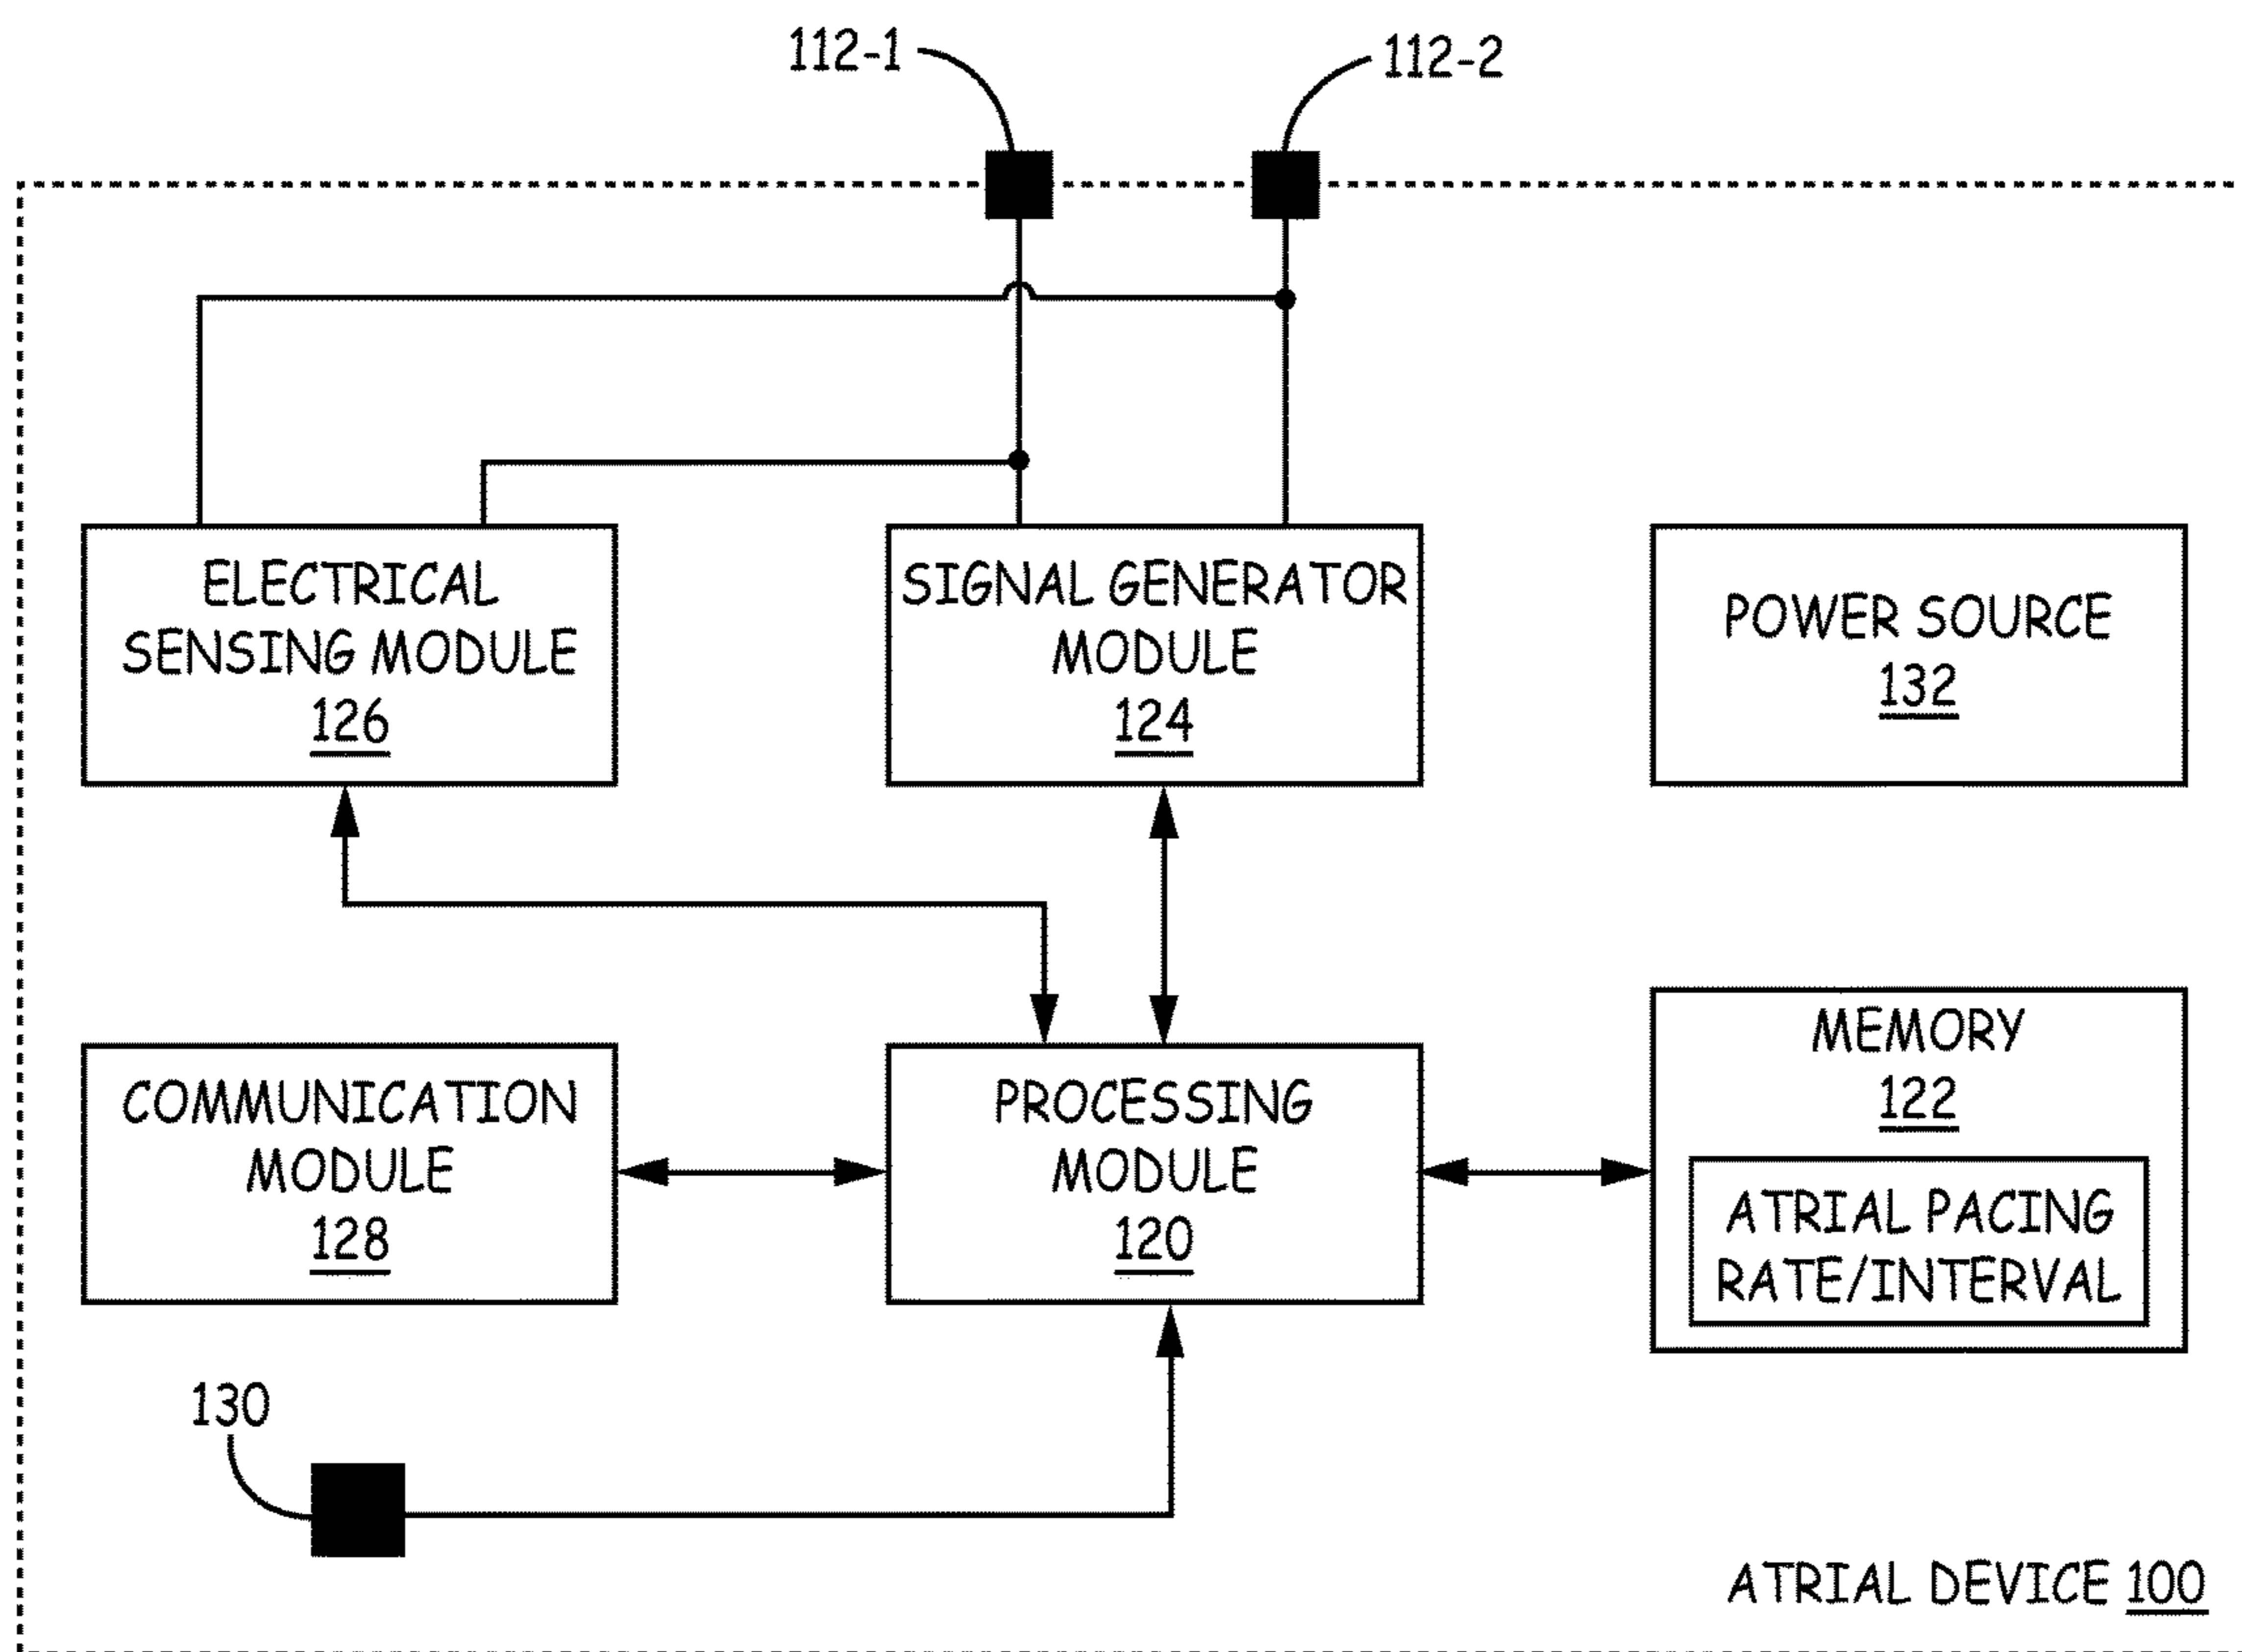 112-1
112-2
ELECTRICAL
SENSING MODULE
126
SIGNAL GENERATOR
MODULE
124
POWER SOURCE
132
COMMUNICATION
MODULE
128
PROCESSING
MODULE
120
MEMORY
122
ATRIAL PACING
RATE/INTERVAL
130
ATRIAL DEVICE 100